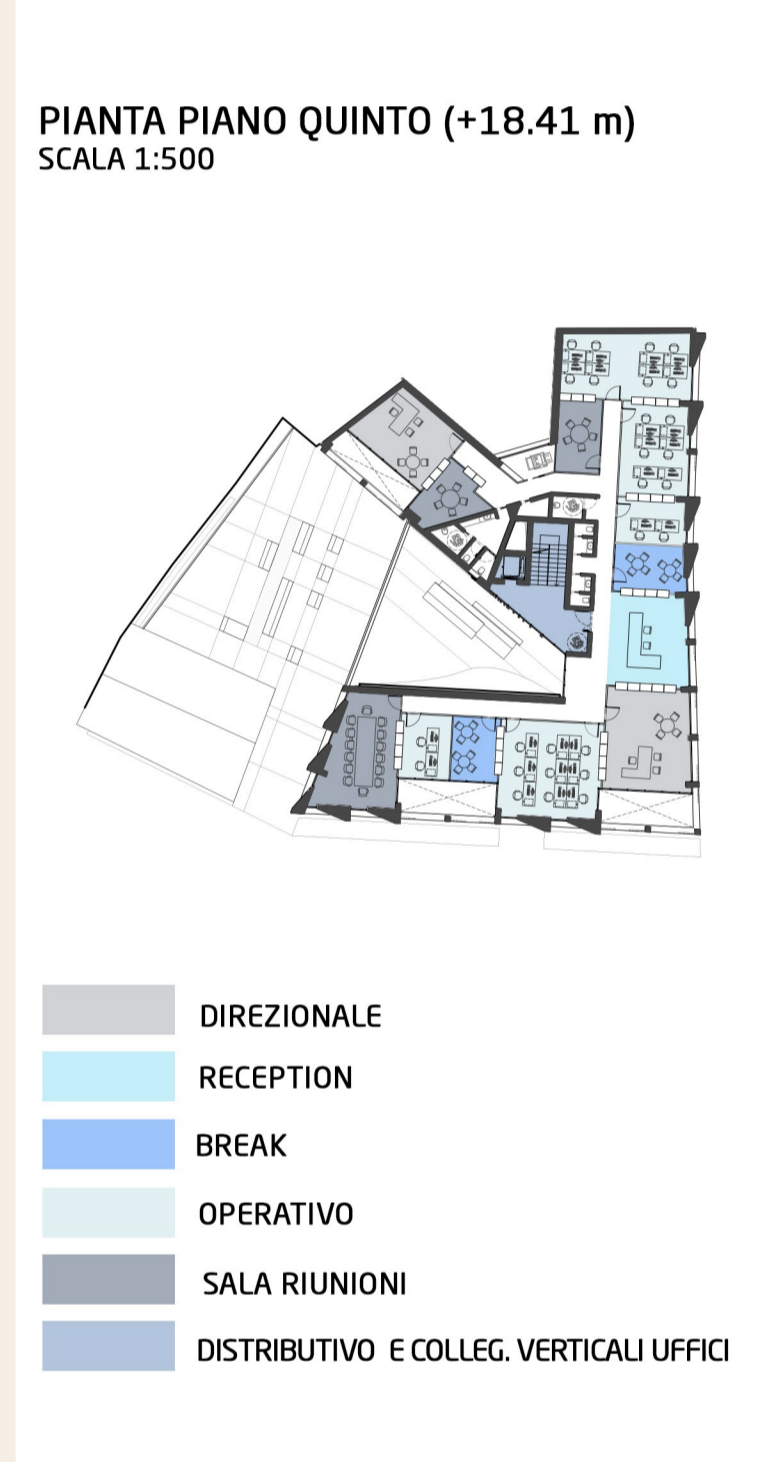 PIANTA PIANO QUINTO (+18.41 m)
SCALA 1:500
DIREZIONALE
RECEPTION
BREAK
OPERATIVO
SALA RIUNIONI
DISTRIBUTIVO E COLLEG. VERTICALI UFFICI